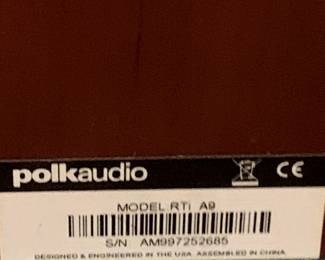 polkaudio CE
MODEL RTi A9
S/N AM997252685
DESIGNED & ENGINEERED IN THE USA. ASSEMBLED IN CHINA.